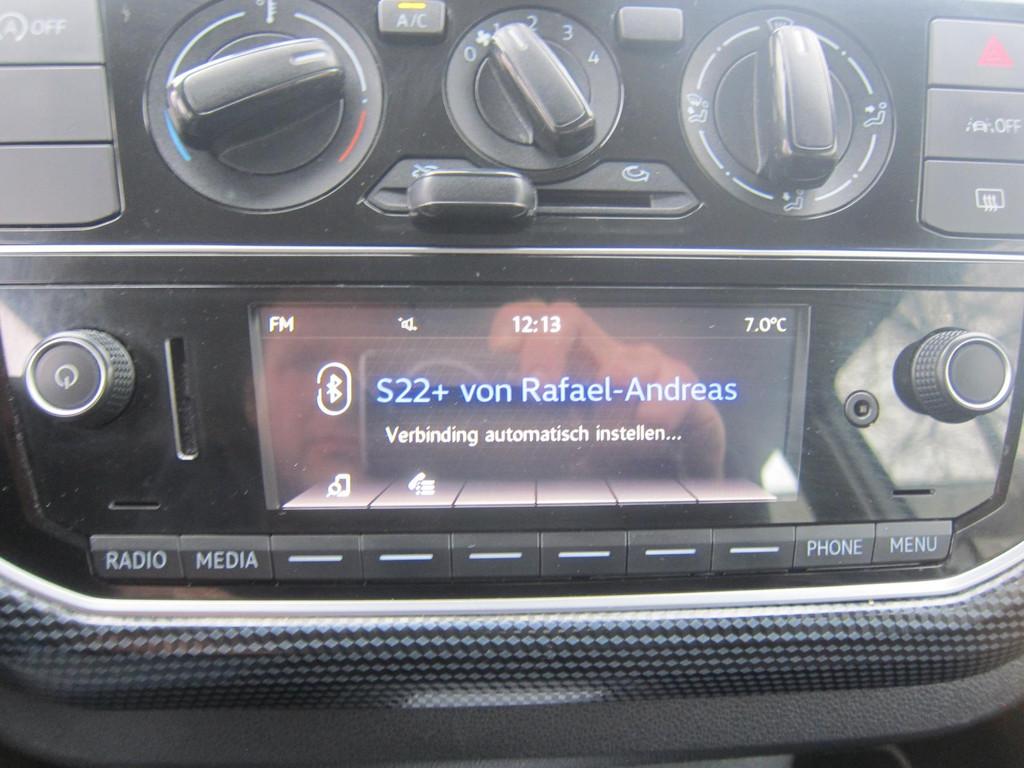 OFF
A/C
0 1 2 3 4
OFF
FM 12:13 7.0°C
S22+ von Rafael-Andreas
Verbinding automatisch instellen...
RADIO MEDIA PHONE MENU